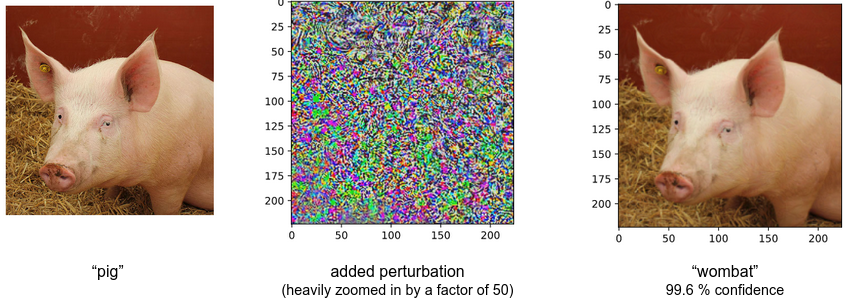 0
25
50
75
100
125
150
175
200
0 50 100 150 200
0
25
50
75
100
125
150
175
200
0 50 100 150 200
“pig”
added perturbation
(heavily zoomed in by a factor of 50)
“wombat”
99.6 % confidence